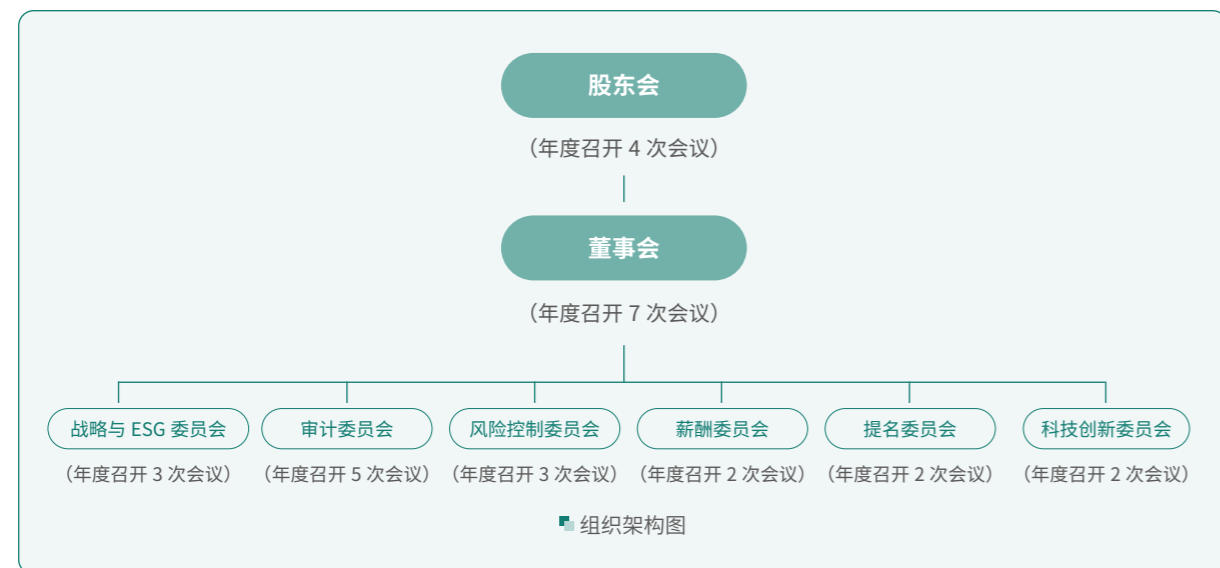 股东会
（年度召开 4 次会议）
董事会
（年度召开 7 次会议）
战略与 ESG 委员会 审计委员会 风险控制委员会 薪酬委员会 提名委员会 科技创新委员会
（年度召开 3 次会议） （年度召开 5 次会议） （年度召开 3 次会议） （年度召开 2 次会议） （年度召开 2 次会议） （年度召开 2 次会议）
组织架构图